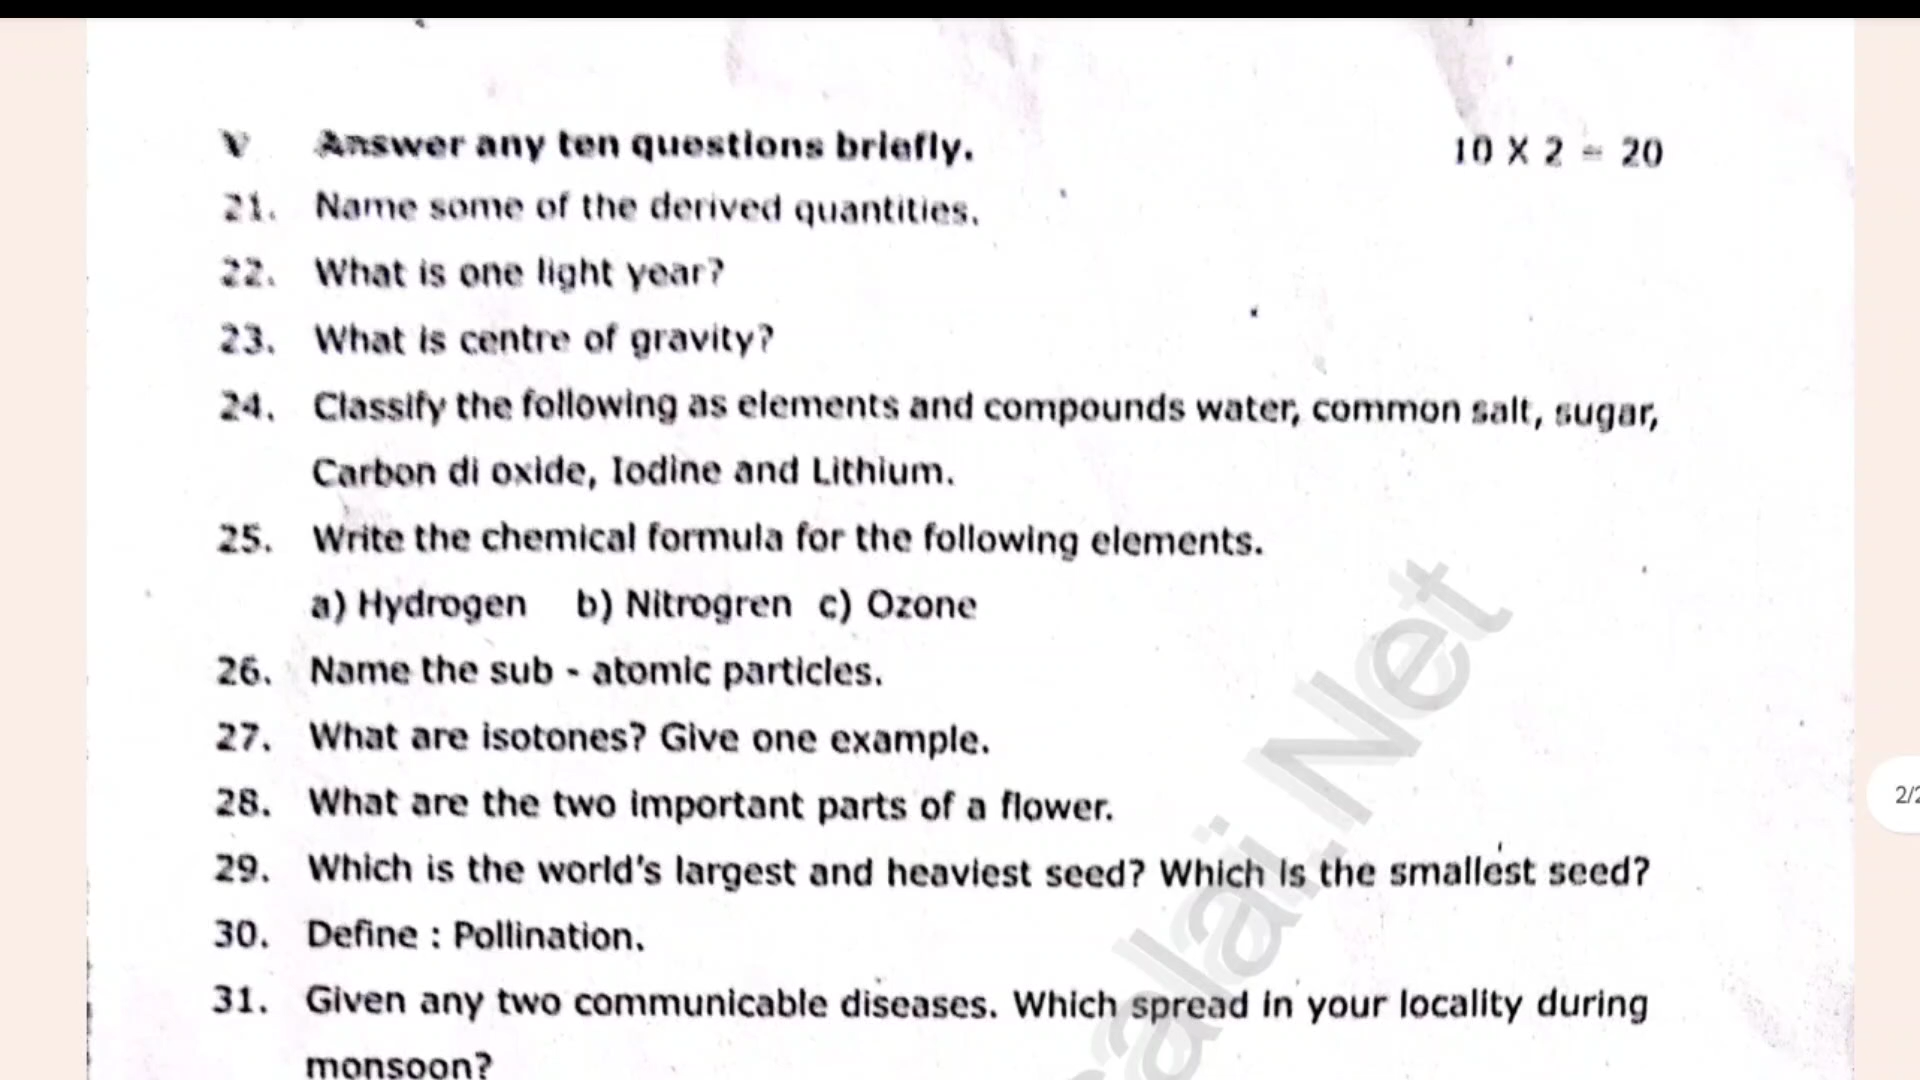 V Answer any ten questions briefly. 10 X 2 = 20
21. Name some of the derived quantities.
22. What is one light year?
23. What is centre of gravity?
24. Classify the following as elements and compounds water, common salt, sugar,
Carbon di oxide, Iodine and Lithium.
25. Write the chemical formula for the following elements.
a) Hydrogen b) Nitrogren c) Ozone
26. Name the sub - atomic particles.
27. What are isotones? Give one example.
28. What are the two important parts of a flower.
29. Which is the world's largest and heaviest seed? Which is the smallest seed?
30. Define : Pollination.
31. Given any two communicable diseases. Which spread in your locality during
monsoon?
alai.Net